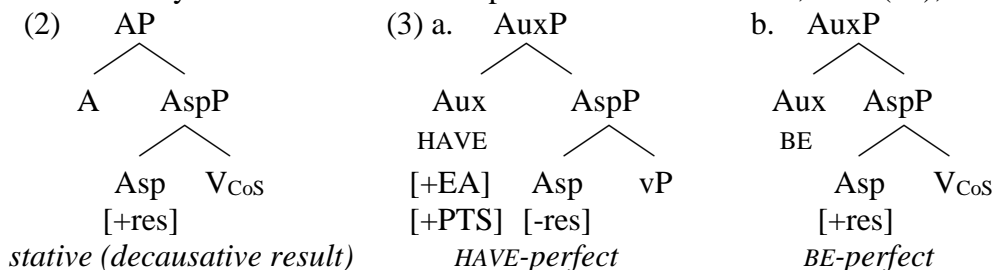 (2) AP (3) a. AuxP b. AuxP
A AspP Aux AspP Aux AspP
HAVE BE
Asp V_CoS [+EA] Asp vP Asp V_CoS
[+res] [+PTS] [-res] [+res]
stative (decausative result) HAVE-perfect BE-perfect